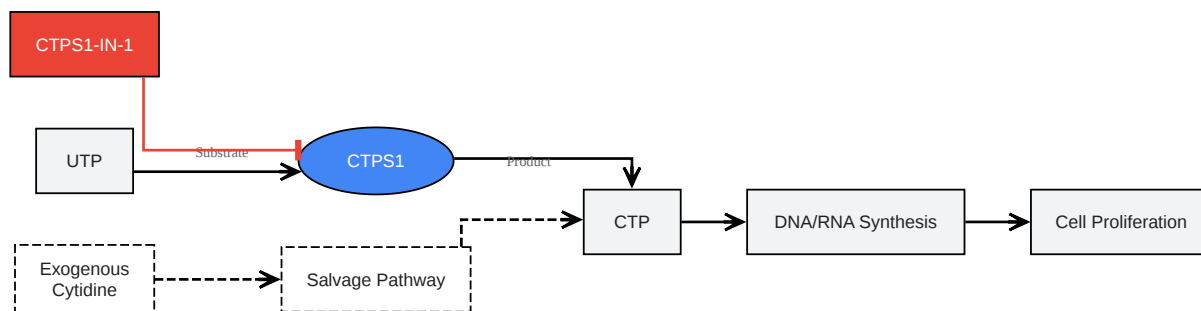 CTPS1-IN-1
UTP
Substrate
CTPS1
Product
CTP
DNA/RNA Synthesis
Cell Proliferation
Exogenous
Cytidine
Salvage Pathway